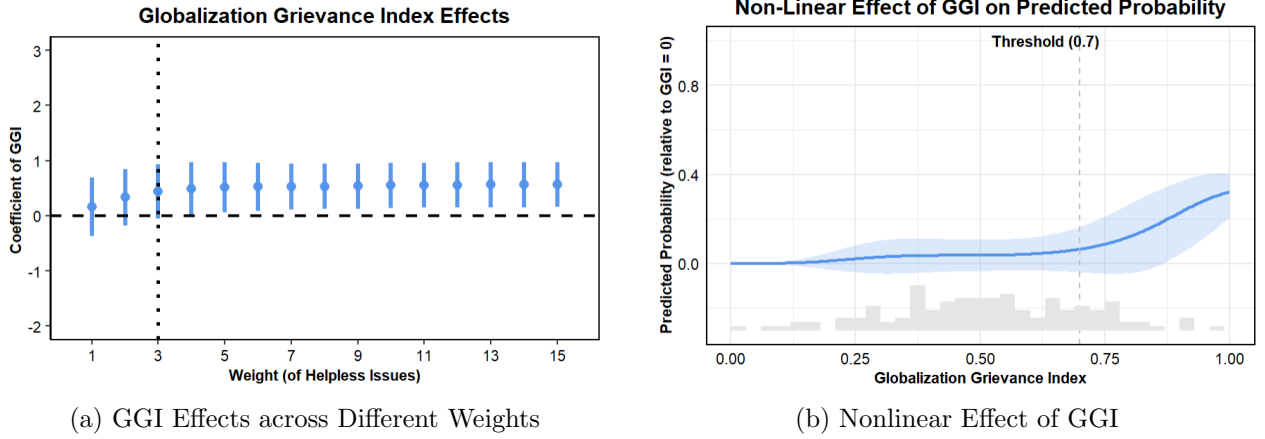 Globalization Grievance Index Effects
3
2
1
0
-1
-2
Coefficient of GGI
1
3
5
7
9
11
13
15
Weight (of Helpless Issues)
(a) GGI Effects across Different Weights
Non-Linear Effect of GGI on Predicted Probability
Threshold (0.7)
0.8
0.4
0.0
Predicted Probability (relative to GGI = 0)
0.00
0.25
0.50
0.75
1.00
Globalization Grievance Index
(b) Nonlinear Effect of GGI